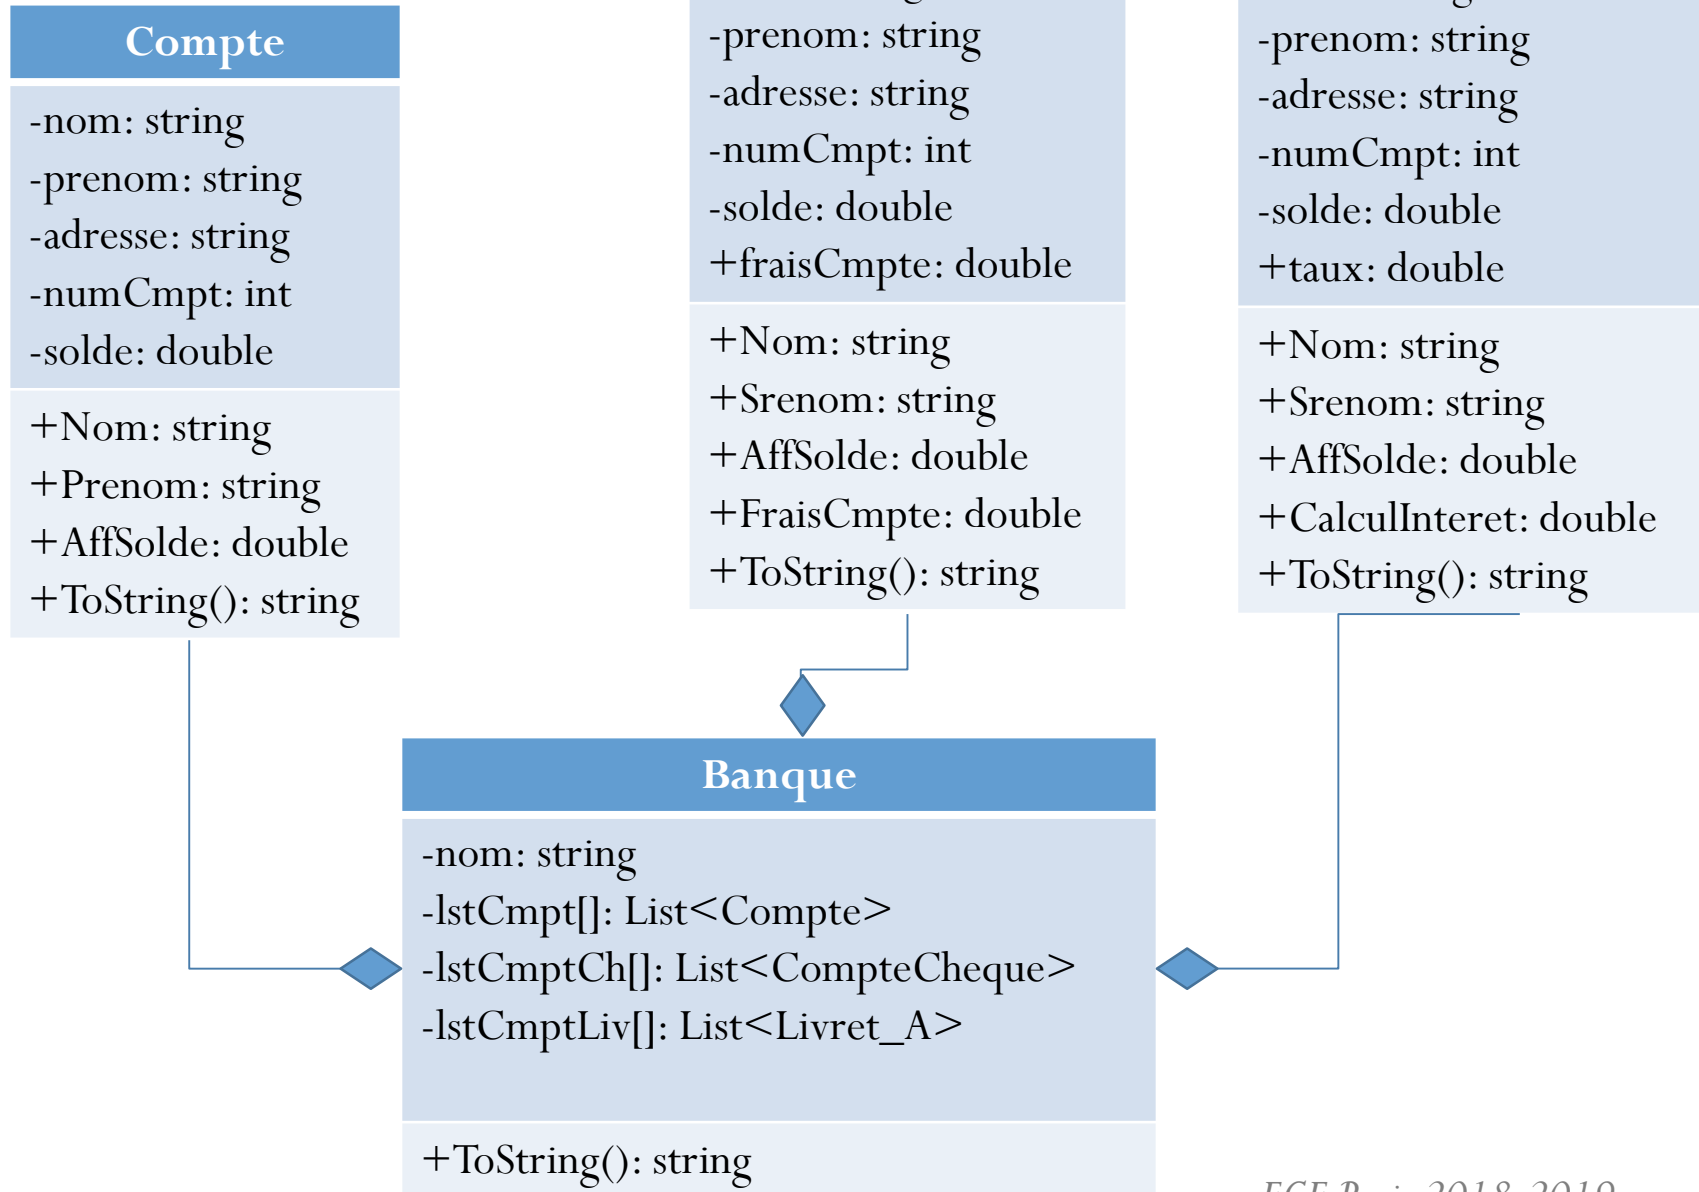 Compte
-nom: string
-prenom: string
-adresse: string
-numCmpt: int
-solde: double
+Nom: string
+Prenom: string
+AffSolde: double
+ToString(): string
-prenom: string
-adresse: string
-numCmpt: int
-solde: double
+fraisCmpte: double
+Nom: string
+Srenom: string
+AffSolde: double
+FraisCmpte: double
+ToString(): string
-prenom: string
-adresse: string
-numCmpt: int
-solde: double
+taux: double
+Nom: string
+Srenom: string
+AffSolde: double
+CalculInteret: double
+ToString(): string
Banque
-nom: string
-lstCmpt[]: List<Compte>
-lstCmptCh[]: List<CompteCheque>
-lstCmptLiv[]: List<Livret_A>
+ToString(): string
Paris 2018-2019